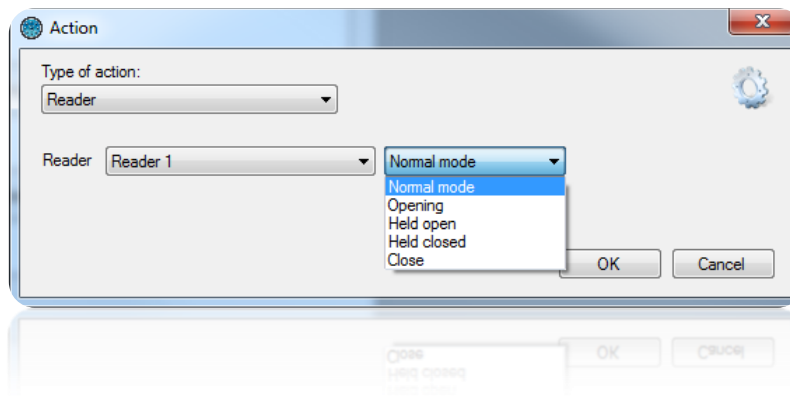 Action
Type of action:
Reader
Reader Reader 1 Normal mode
Normal mode
Opening
Held open
Held closed
Close
OK Cancel